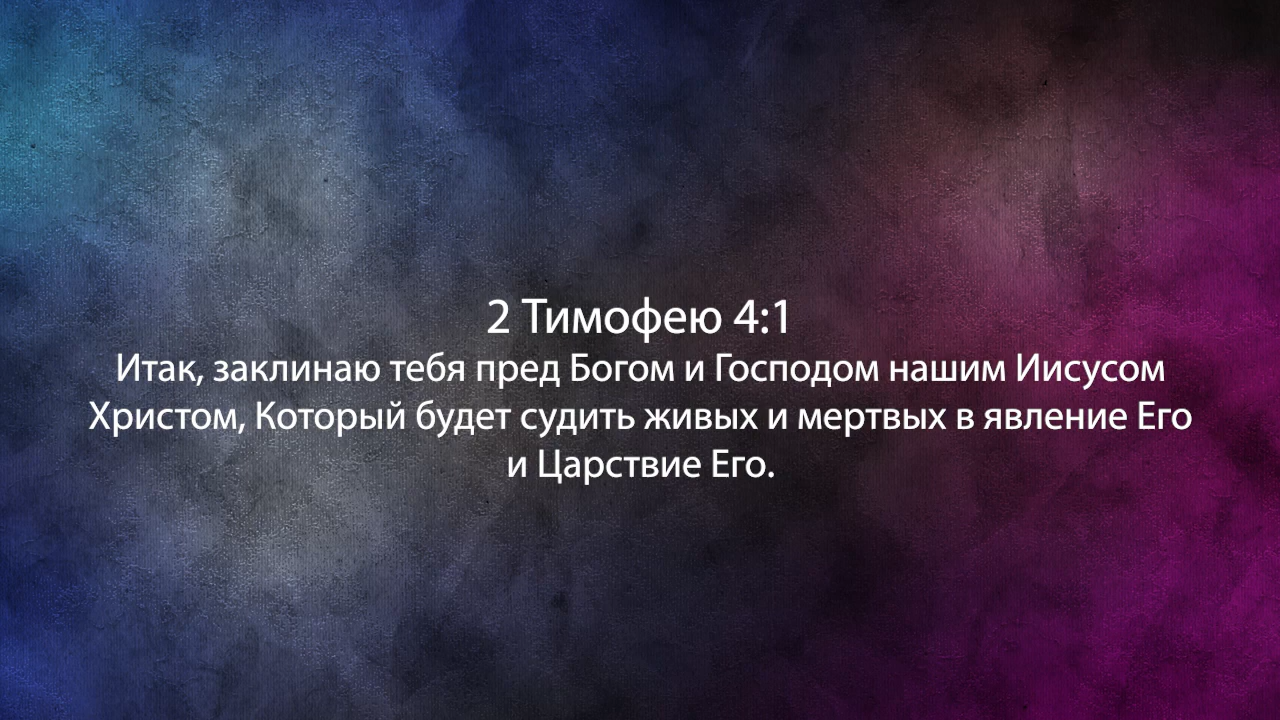 2 Тимофею 4:1
Итак, заклинаю тебя пред Богом и Господом нашим Иисусом
Христом, Который будет судить живых и мертвых в явление Его
и Царствие Его.